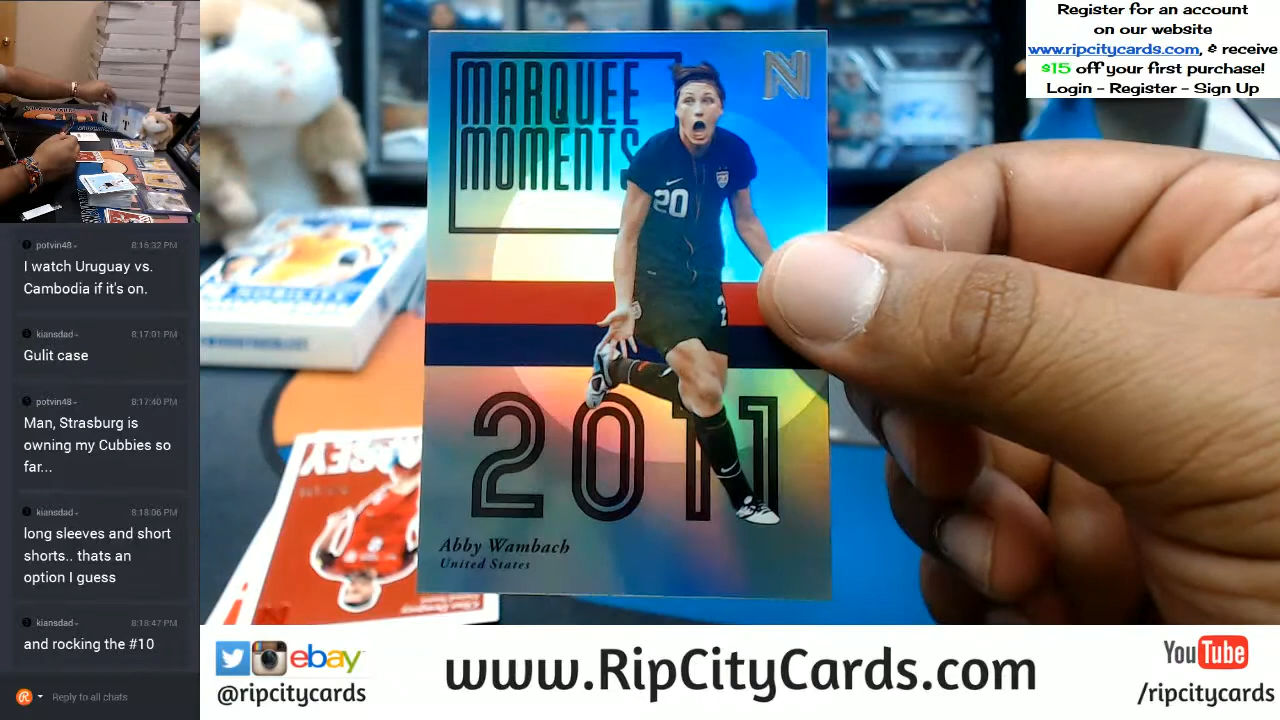 Register for an account
on our website
www.ripcitycards.com, & receive
$15 off your first purchase!
Login - Register - Sign Up
potvin48 8:16:32 PM
I watch Uruguay vs.
Cambodia if it's on.
kiansdad 8:17:01 PM
Gulit case
potvin48 8:17:40 PM
Man, Strasburg is
owning my Cubbies so
far...
kiansdad 8:18:06 PM
long sleeves and short
shorts.. thats an
option I guess
kiansdad 8:18:47 PM
and rocking the #10
Reply to all chats
MARQUEE
MOMENTS
N
20
2011
Abby Wambach
United States
ebay
@ripcitycards
www.RipCityCards.com
YouTube
/ripcitycards